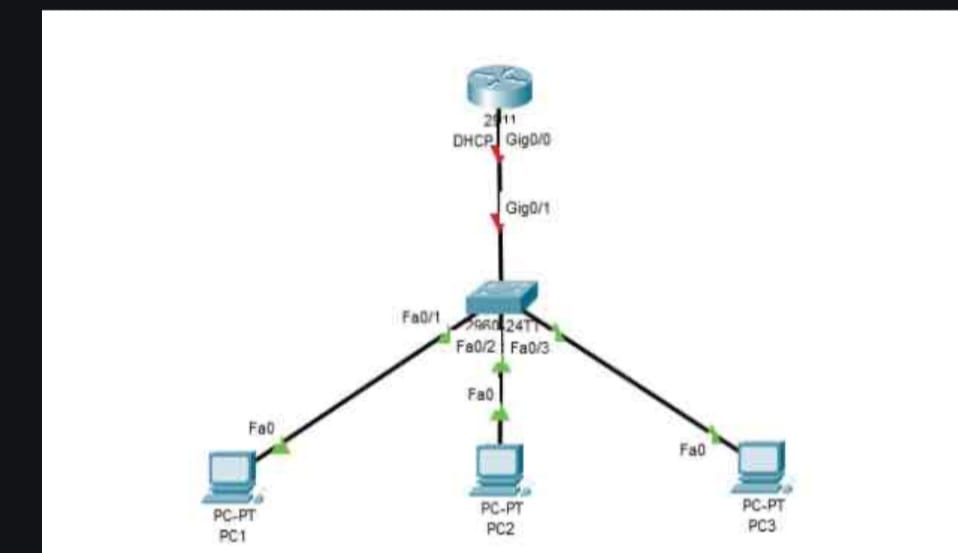 2911
DHCP Gig0/0
Gig0/1
Fa0/1
2960-24TT
Fa0/2 Fa0/3
Fa0
Fa0
Fa0
PC-PT
PC1
PC-PT
PC2
PC-PT
PC3